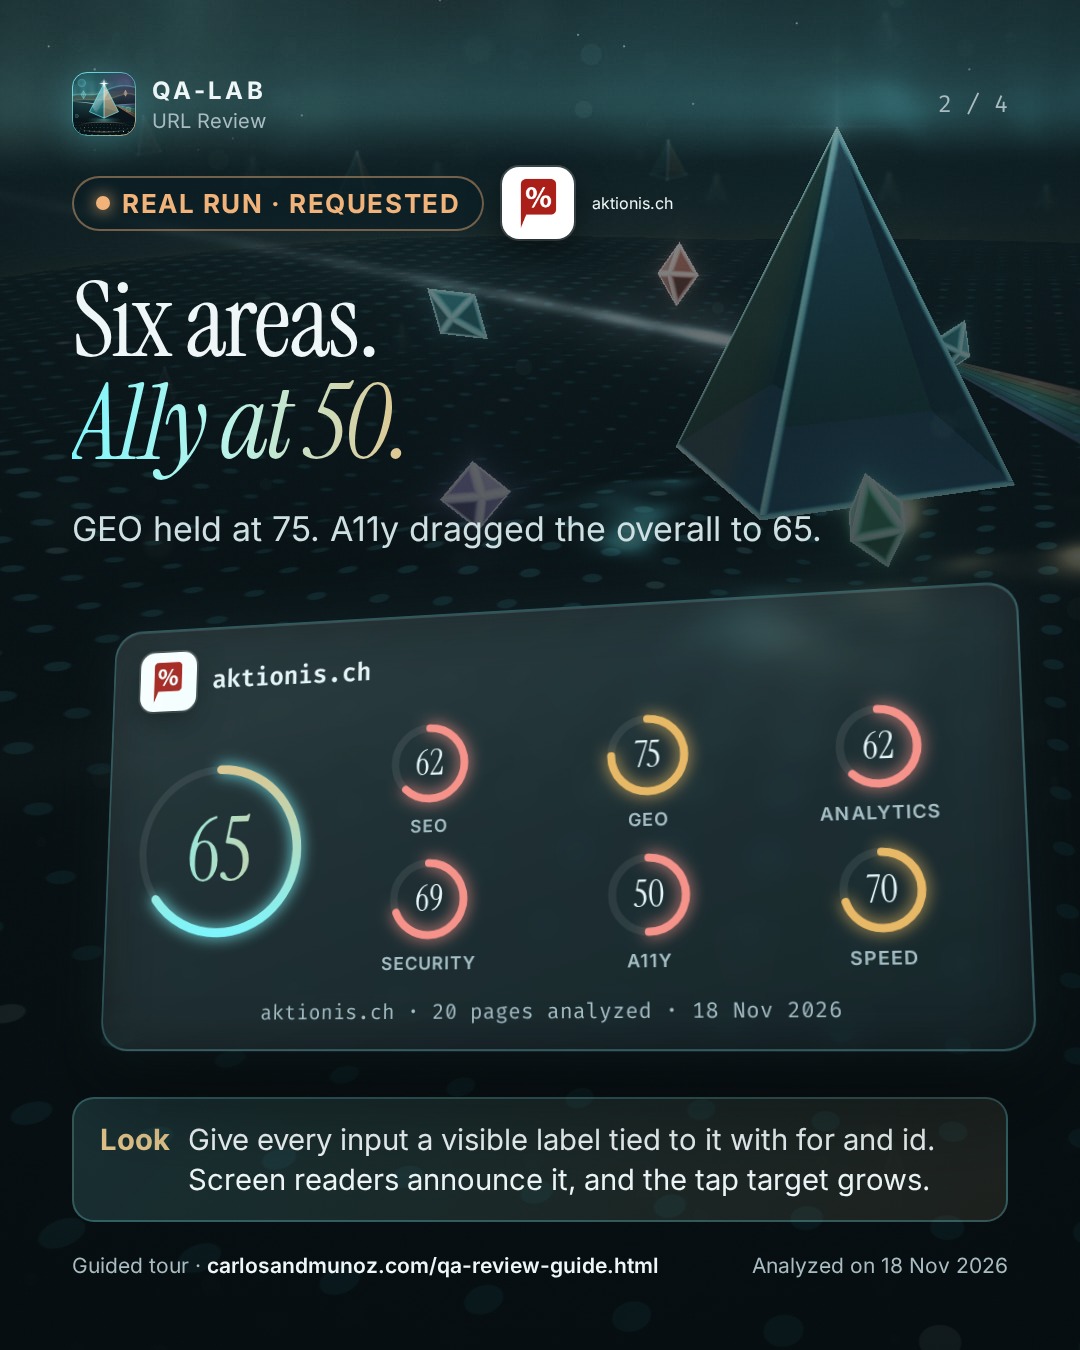 QA-LAB
URL Review
2 / 4
REAL RUN · REQUESTED
%
aktionis.ch
Six areas.
A11y at 50.
GEO held at 75. A11y dragged the overall to 65.
%
aktionis.ch
65
62
SEO
75
GEO
62
ANALYTICS
69
SECURITY
50
A11Y
70
SPEED
aktionis.ch · 20 pages analyzed · 18 Nov 2026
Look Give every input a visible label tied to it with for and id.
Screen readers announce it, and the tap target grows.
Guided tour · carlosandmunoz.com/qa-review-guide.html
Analyzed on 18 Nov 2026